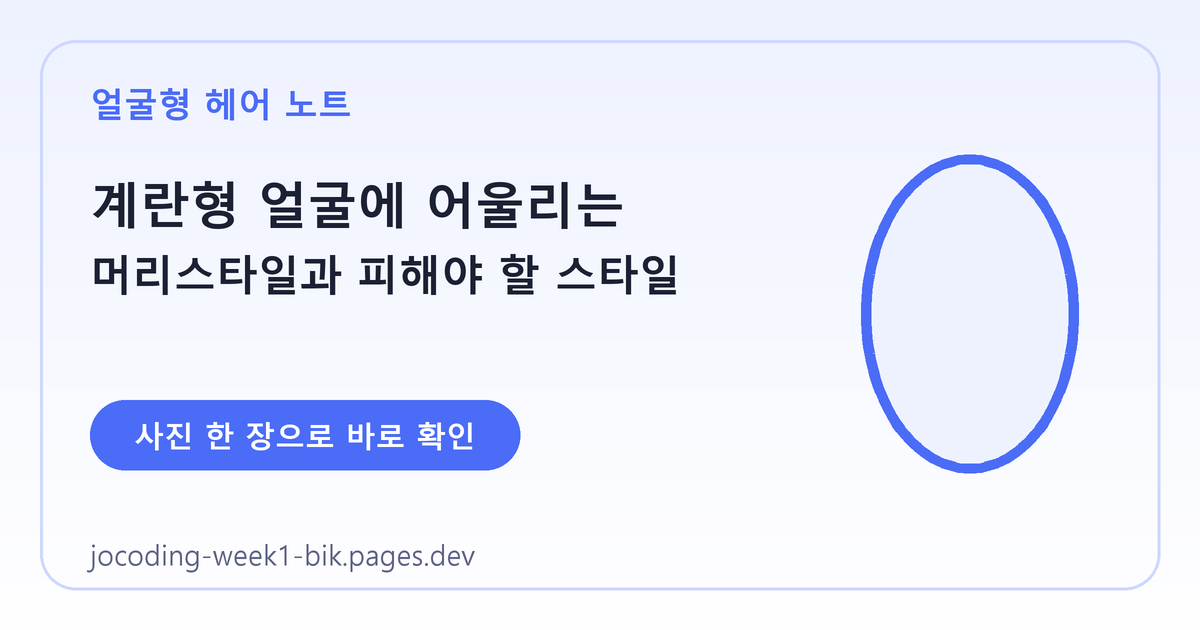 얼굴형 헤어 노트
계란형 얼굴에 어울리는
머리스타일과 피해야 할 스타일
사진 한 장으로 바로 확인
jocoding-week1-bik.pages.dev